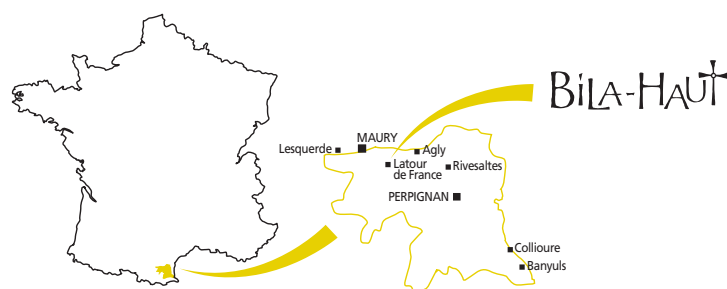 BILA-HAUT
MAURY
Lesquerde
Agly
Latour
de France
Rivesaltes
PERPIGNAN
Collioure
Banyuls